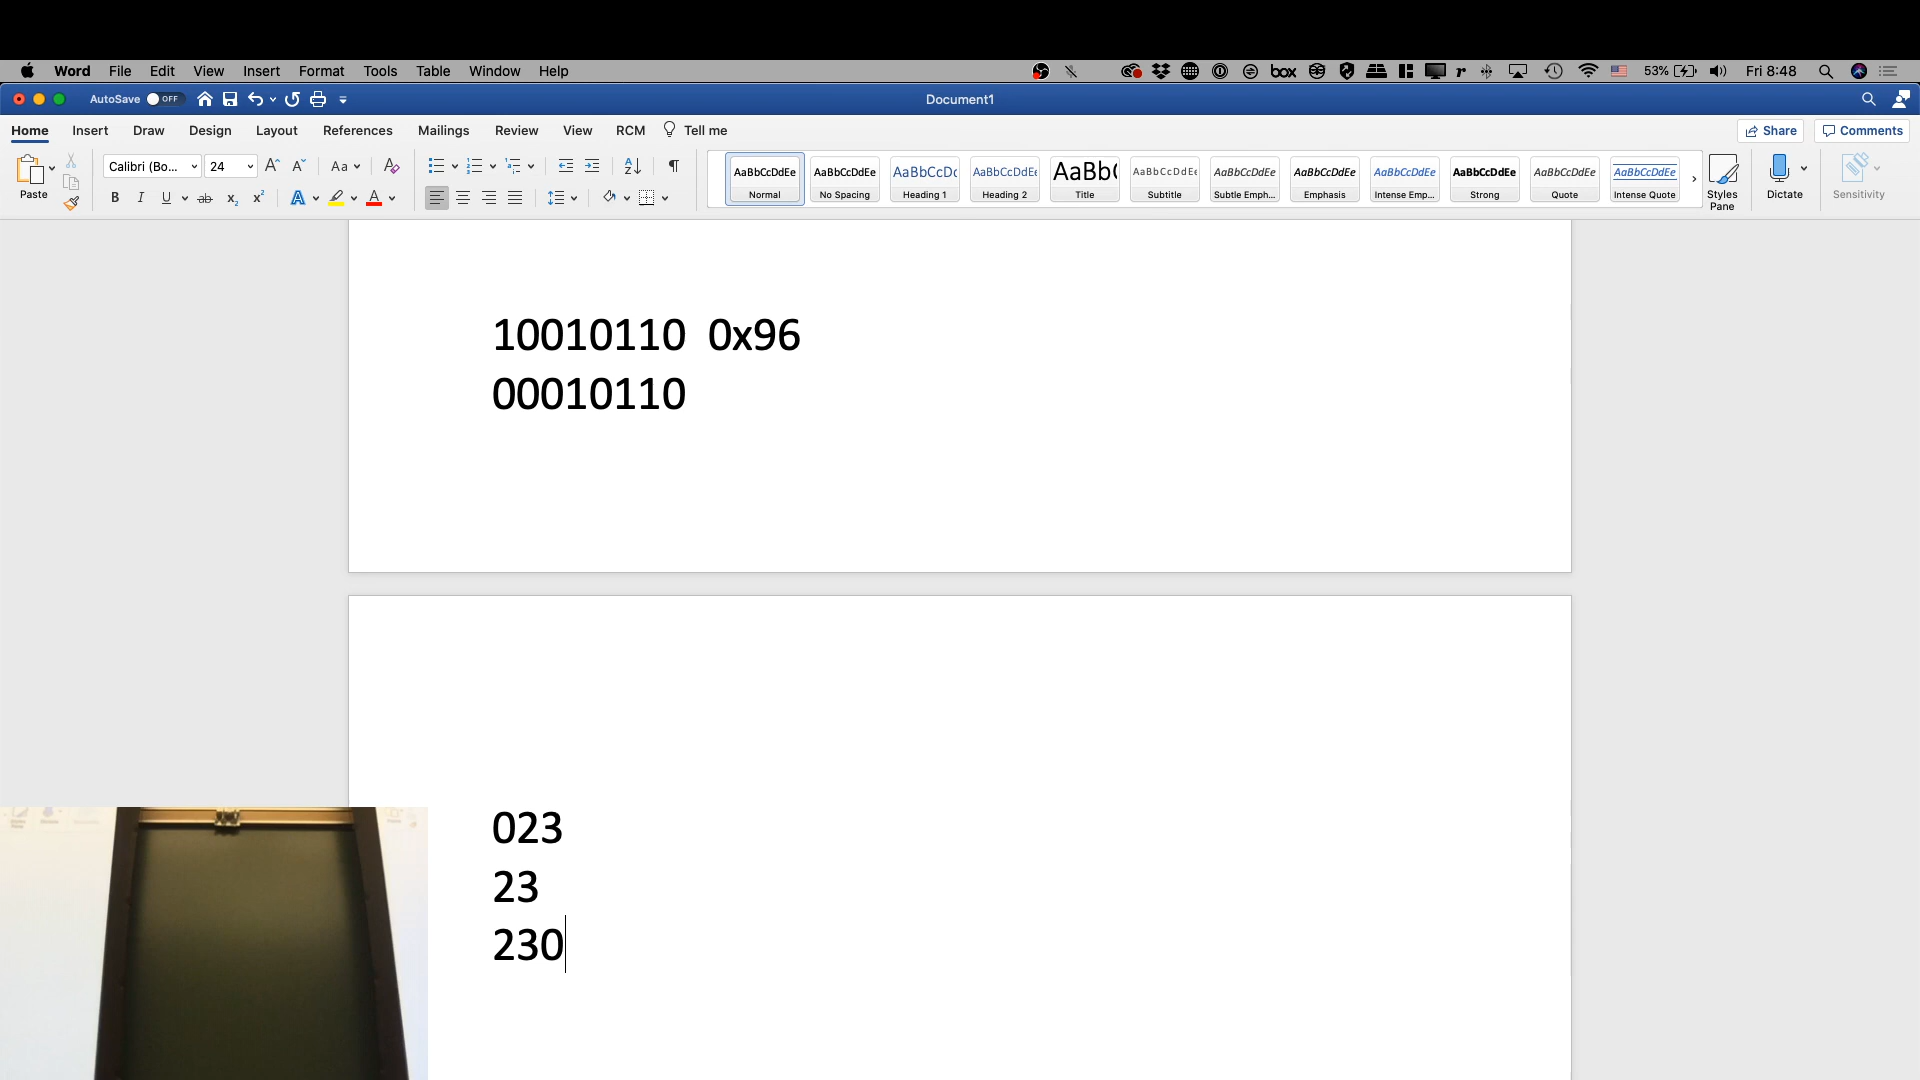 Word File Edit View Insert Format Tools Table Window Help box r 53% Fri 8:48
AutoSave OFF Document1
Home Insert Draw Design Layout References Mailings Review View RCM Tell me Share Comments
Paste Calibri (Bo... 24 Aa
AaBbCcDdEe AaBbCcDdEe AaBbCcDc AaBbCcDdEe AaBb( AaBbCcDdEe AaBbCcDdEe AaBbCcDdEe AaBbCcDdEe AaBbCcDdEe AaBbCcDdEe AaBbCcDdEe
Normal No Spacing Heading 1 Heading 2 Title Subtitle Subtle Emph... Emphasis Intense Emp... Strong Quote Intense Quote
Styles Pane Dictate Sensitivity
10010110 0x96
00010110
023
23
230